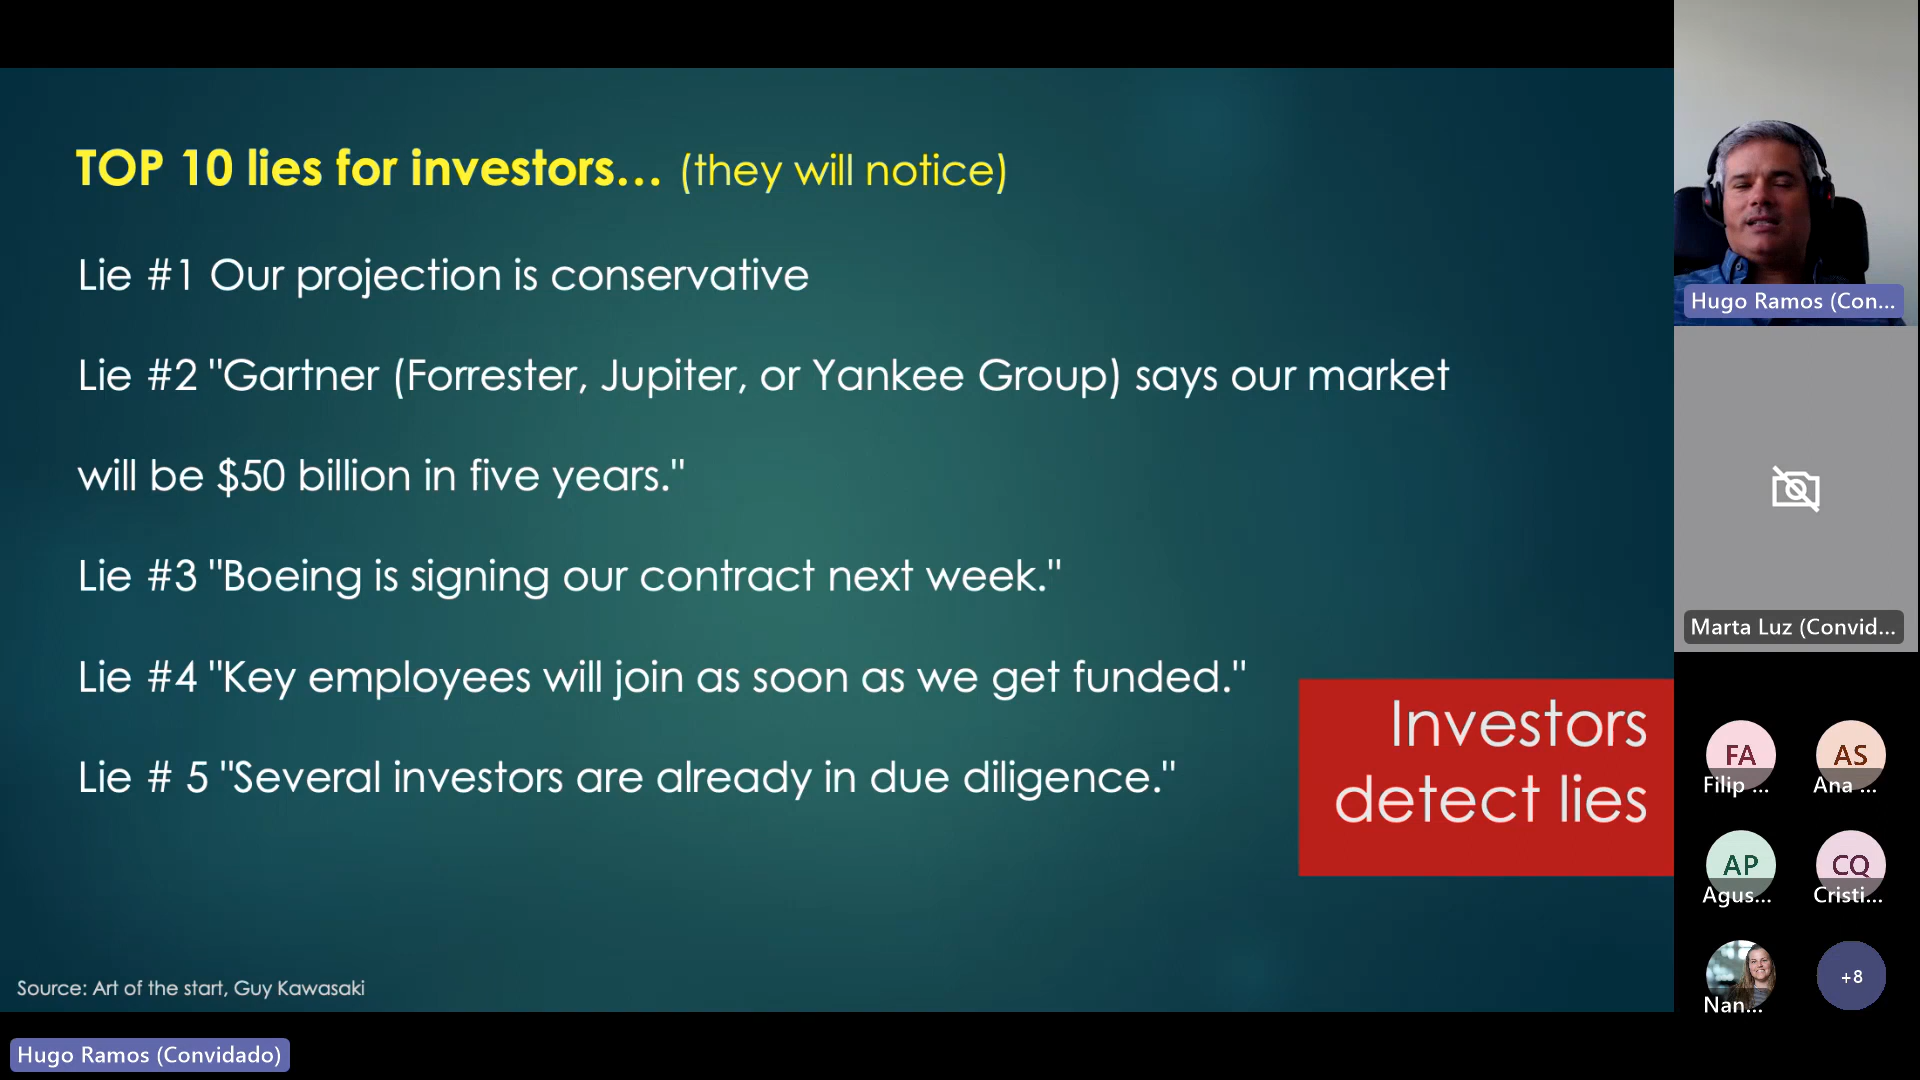 TOP 10 lies for investors... (they will notice)
Lie #1 Our projection is conservative
Lie #2 "Gartner (Forrester, Jupiter, or Yankee Group) says our market
will be $50 billion in five years."
Lie #3 "Boeing is signing our contract next week."
Lie #4 "Key employees will join as soon as we get funded."
Lie # 5 "Several investors are already in due diligence."
Investors
detect lies
Source: Art of the start, Guy Kawasaki
Hugo Ramos (Convidado)
Hugo Ramos (Con...
Marta Luz (Convid...
FA
Filip ...
AS
Ana ...
AP
Agus...
CQ
Cristi...
Nan...
+8